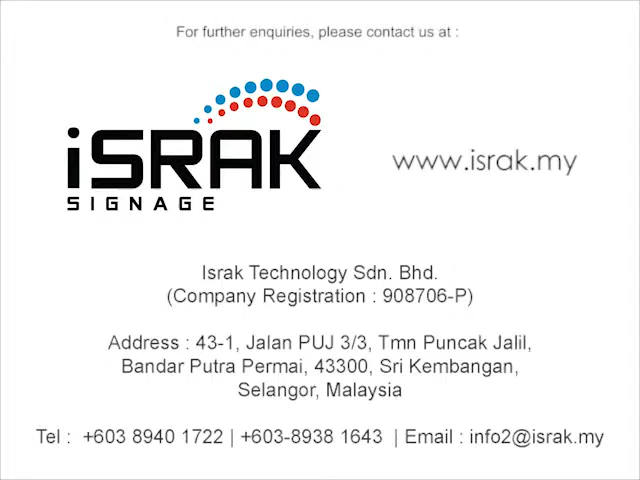 For further enquiries, please contact us at :
iSRAK
SIGNAGE
www.israk.my
Israk Technology Sdn. Bhd.
(Company Registration : 908706-P)
Address : 43-1, Jalan PUJ 3/3, Tmn Puncak Jalil,
Bandar Putra Permai, 43300, Sri Kembangan,
Selangor, Malaysia
Tel :  +603 8940 1722 | +603-8938 1643  | Email : info2@israk.my